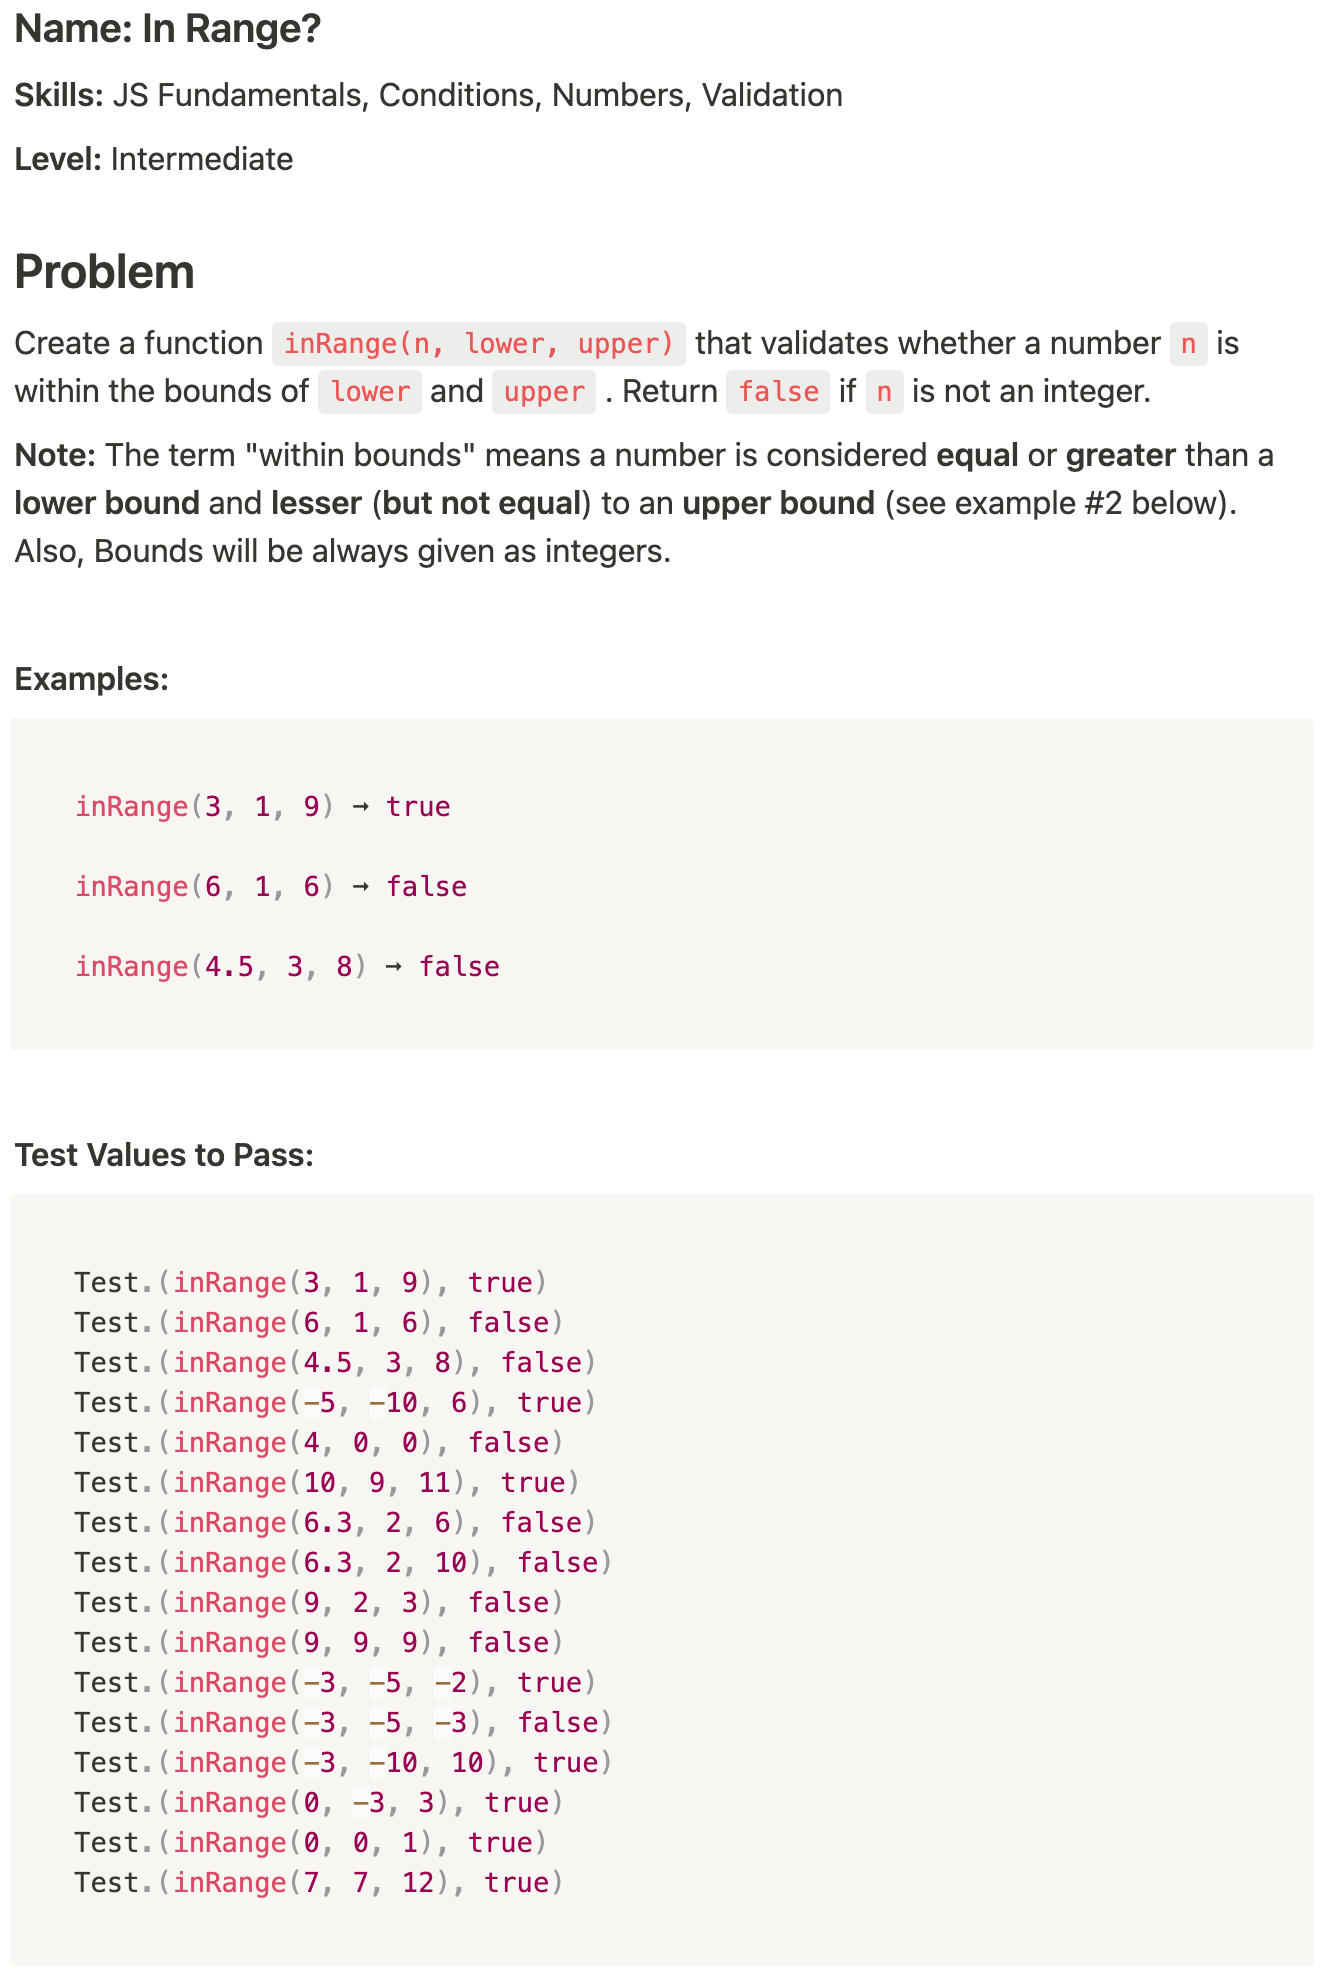 Name: In Range?
Skills: JS Fundamentals, Conditions, Numbers, Validation
Level: Intermediate
Problem
Create a function inRange(n, lower, upper) that validates whether a number n is
within the bounds of lower and upper . Return false if n is not an integer.
Note: The term "within bounds" means a number is considered equal or greater than a
lower bound and lesser (but not equal) to an upper bound (see example #2 below).
Also, Bounds will be always given as integers.
Examples:
inRange(3, 1, 9) → true
inRange(6, 1, 6) → false
inRange(4.5, 3, 8) → false
Test Values to Pass:
Test.(inRange(3, 1, 9), true)
Test.(inRange(6, 1, 6), false)
Test.(inRange(4.5, 3, 8), false)
Test.(inRange(-5, -10, 6), true)
Test.(inRange(4, 0, 0), false)
Test.(inRange(10, 9, 11), true)
Test.(inRange(6.3, 2, 6), false)
Test.(inRange(6.3, 2, 10), false)
Test.(inRange(9, 2, 3), false)
Test.(inRange(9, 9, 9), false)
Test.(inRange(-3, -5, -2), true)
Test.(inRange(-3, -5, -3), false)
Test.(inRange(-3, -10, 10), true)
Test.(inRange(0, -3, 3), true)
Test.(inRange(0, 0, 1), true)
Test.(inRange(7, 7, 12), true)